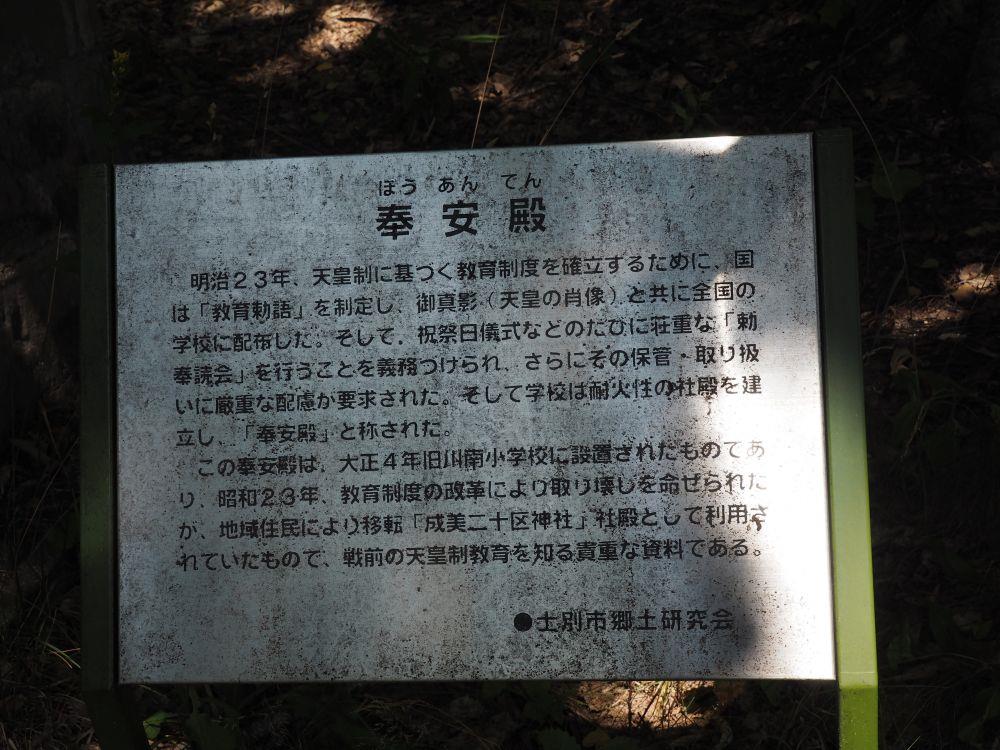 ほう あん てん
奉安殿
明治23年、天皇制に基づく教育制度を確立するために、国
は「教育勅語」を制定し、御真影(天皇の肖像)と共に全国の
学校に配布した。そして、祝祭日儀式などのたびに荘重な「勅
奉読会」を行うことを義務つけられ、さらにその保管・取り扱
いに厳重な配慮が要求された。そして学校は耐火性の社殿を建
立し、「奉安殿」と称された。
この奉安殿は、大正4年旧川南小学校に設置されたものであ
り、昭和23年、教育制度の改革により取り壊しを命ぜられた
が、地域住民により移転「成美二十区神社」社殿として利用さ
れていたもので、戦前の天皇制教育を知る貴重な資料である。
●士別市郷土研究会